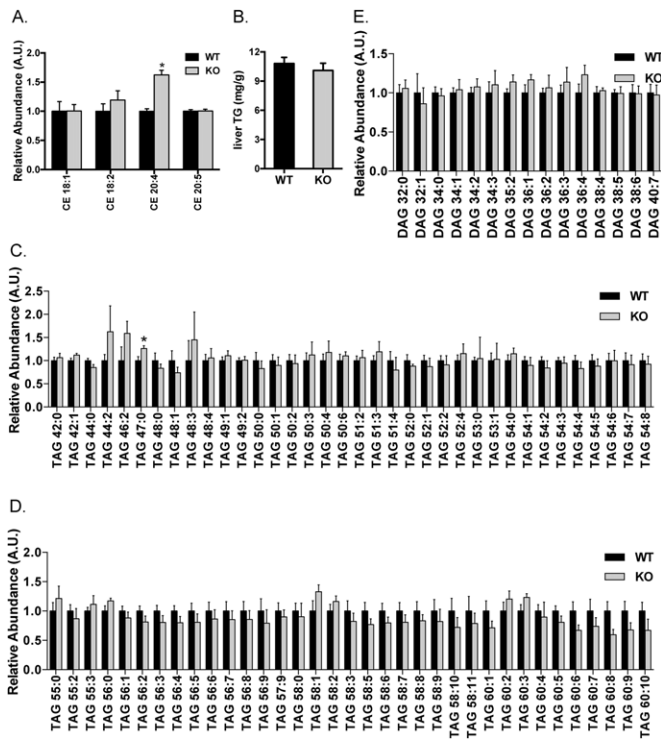 A.
Relative Abundance (A.U.)
2.0
1.5
1.0
0.5
0.0
*
WT
KO
CE 18:1
CE 18:2
CE 20:4
CE 20:5
B.
liver TG (mg/g)
12
9
6
3
0
WT
KO
E.
Relative Abundance (A.U.)
1.5
1.0
0.5
WT
KO
DAG 32:0
DAG 32:1
DAG 34:0
DAG 34:1
DAG 34:2
DAG 34:3
DAG 35:2
DAG 36:1
DAG 36:2
DAG 36:3
DAG 36:4
DAG 38:4
DAG 38:5
DAG 38:6
DAG 40:7
C.
Relative Abundance (A.U.)
2.5
2.0
1.5
1.0
0.5
0.0
*
WT
KO
TAG 42:0
TAG 42:1
TAG 44:0
TAG 44:2
TAG 46:2
TAG 47:0
TAG 48:0
TAG 48:1
TAG 48:3
TAG 48:4
TAG 49:1
TAG 49:2
TAG 50:0
TAG 50:1
TAG 50:2
TAG 50:3
TAG 50:4
TAG 50:6
TAG 51:2
TAG 51:3
TAG 51:4
TAG 52:0
TAG 52:1
TAG 52:2
TAG 52:4
TAG 53:0
TAG 53:1
TAG 54:0
TAG 54:1
TAG 54:2
TAG 54:3
TAG 54:4
TAG 54:5
TAG 54:6
TAG 54:7
TAG 54:8
D.
Relative Abundance (A.U.)
2.0
1.5
1.0
0.5
0.0
WT
KO
TAG 55:0
TAG 55:2
TAG 55:3
TAG 56:0
TAG 56:1
TAG 56:2
TAG 56:3
TAG 56:4
TAG 56:5
TAG 56:6
TAG 56:7
TAG 56:8
TAG 56:9
TAG 57:9
TAG 58:0
TAG 58:1
TAG 58:2
TAG 58:3
TAG 58:5
TAG 58:6
TAG 58:7
TAG 58:8
TAG 58:9
TAG 58:10
TAG 58:11
TAG 60:1
TAG 60:2
TAG 60:3
TAG 60:4
TAG 60:5
TAG 60:6
TAG 60:7
TAG 60:8
TAG 60:9
TAG 60:10